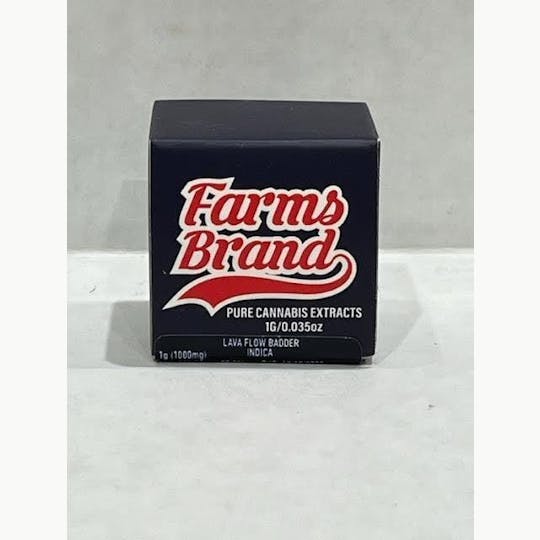 Farms
Brand
PURE CANNABIS EXTRACTS
1G/0.035oz
LAVA FLOW BADDER
1g (1000mg) INDICA